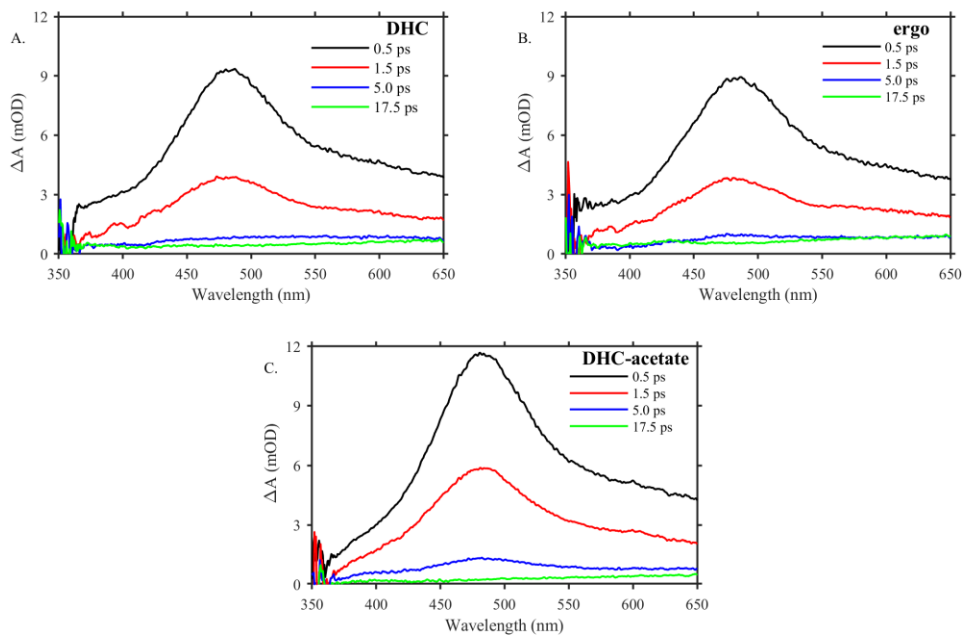 A.
DHC
0.5 ps
1.5 ps
5.0 ps
17.5 ps
12
9
6
3
0
ΔA (mOD)
350 400 450 500 550 600 650
Wavelength (nm)
B.
ergo
0.5 ps
1.5 ps
5.0 ps
17.5 ps
12
9
6
3
0
ΔA (mOD)
350 400 450 500 550 600 650
Wavelength (nm)
C.
DHC-acetate
0.5 ps
1.5 ps
5.0 ps
17.5 ps
12
9
6
3
0
ΔA (mOD)
350 400 450 500 550 600 650
Wavelength (nm)